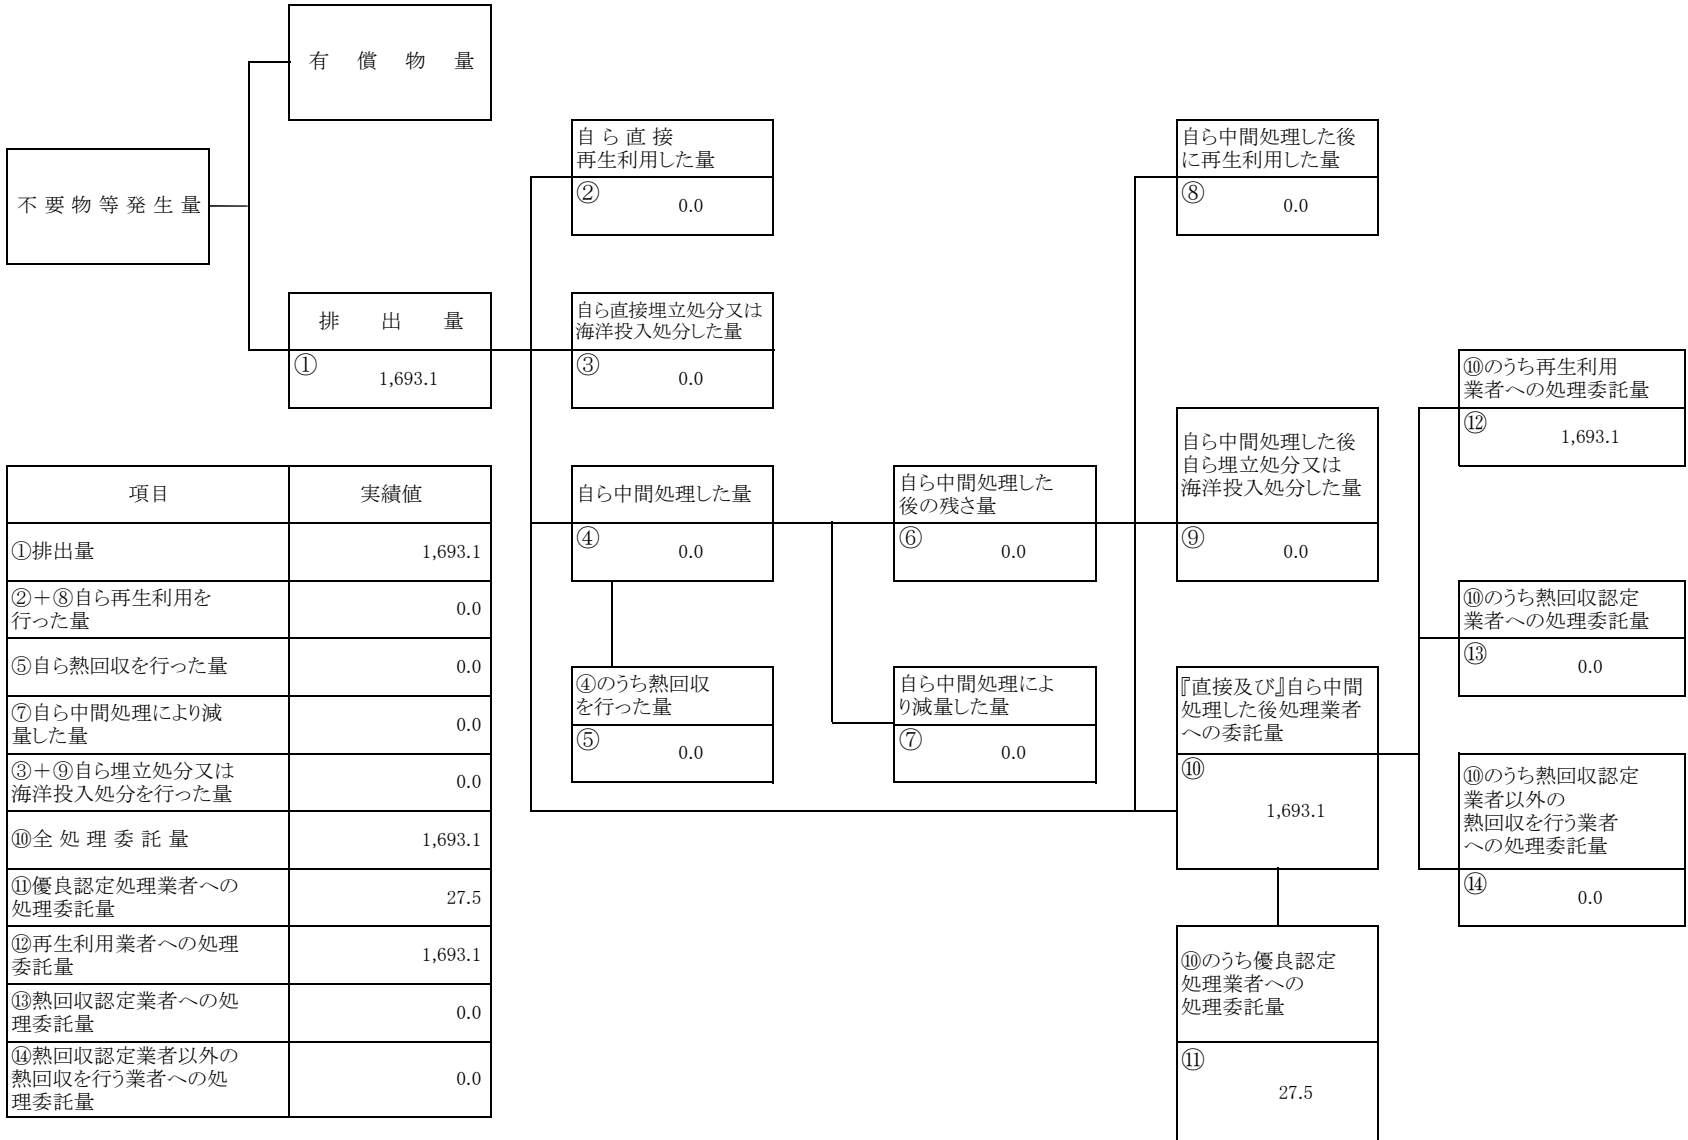 有償物量
不要物等発生量
排出量
①
1,693.1
自ら直接
再生利用した量
②
0.0
自ら直接埋立処分又は
海洋投入処分した量
③
0.0
自ら中間処理した量
④
0.0
④のうち熱回収
を行った量
⑤
0.0
自ら中間処理した
後の残さ量
⑥
0.0
自ら中間処理によ
り減量した量
⑦
0.0
自ら中間処理した後
に再生利用した量
⑧
0.0
自ら中間処理した後
自ら埋立処分又は
海洋投入処分した量
⑨
0.0
『直接及び』自ら中間
処理した後処理業者
への委託量
⑩
1,693.1
⑩のうち優良認定
処理業者への
処理委託量
⑪
27.5
⑩のうち再生利用
業者への処理委託量
⑫
1,693.1
⑩のうち熱回収認定
業者への処理委託量
⑬
0.0
⑩のうち熱回収認定
業者以外の
熱回収を行う業者
への処理委託量
⑭
0.0
項目 実績値
①排出量 1,693.1
②＋⑧自ら再生利用を
行った量 0.0
⑤自ら熱回収を行った量 0.0
⑦自ら中間処理により減
量した量 0.0
③＋⑨自ら埋立処分又は
海洋投入処分を行った量 0.0
⑩全処理委託量 1,693.1
⑪優良認定処理業者への
処理委託量 27.5
⑫再生利用業者への処理
委託量 1,693.1
⑬熱回収認定業者への処
理委託量 0.0
⑭熱回収認定業者以外の
熱回収を行う業者への処
理委託量 0.0